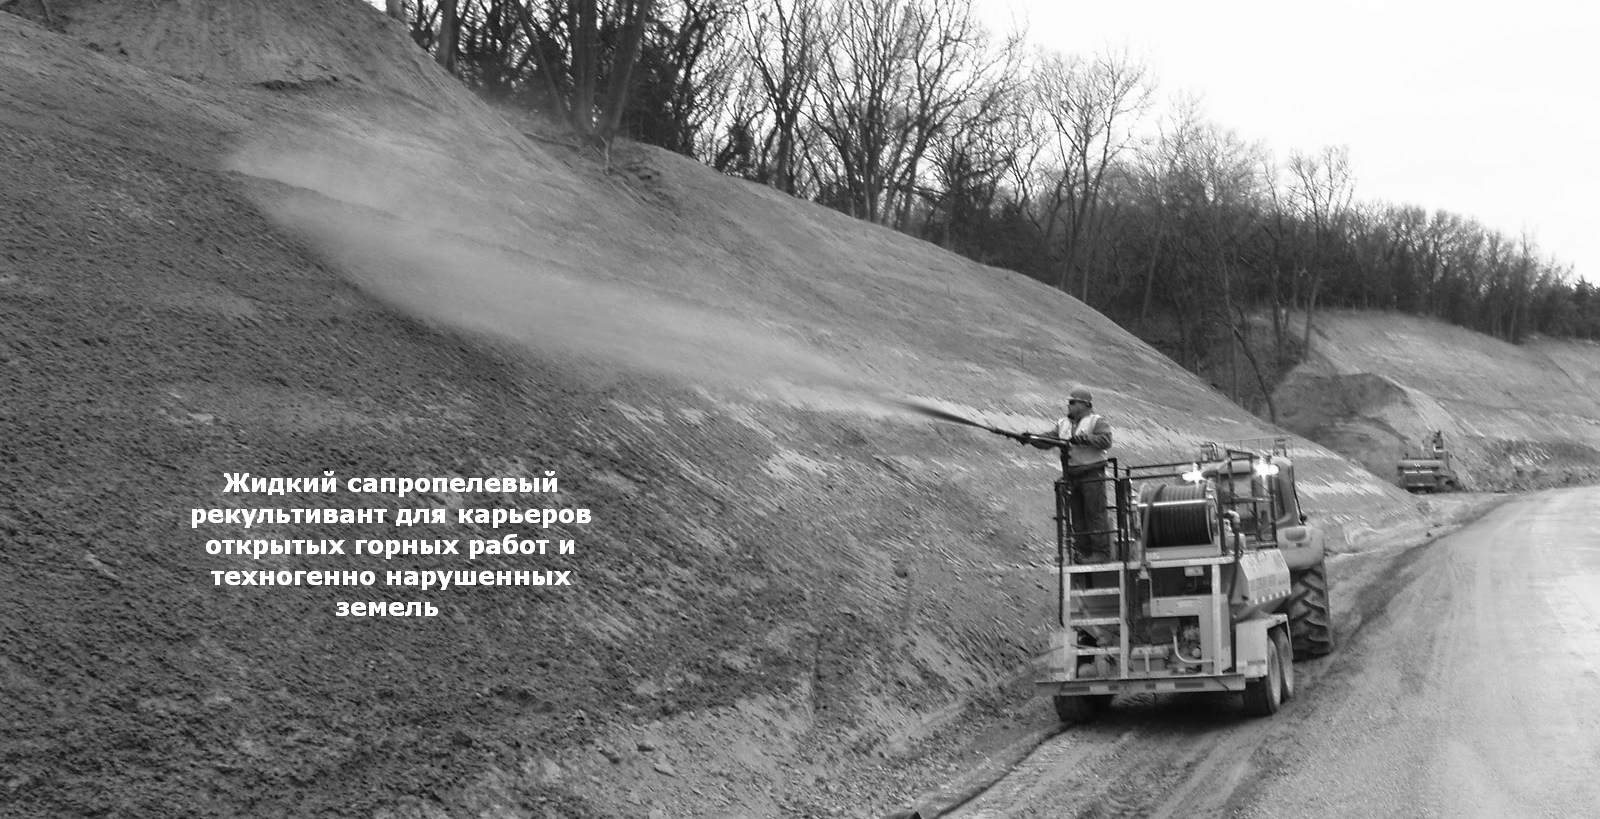 Жидкий сапропелевый
рекультивант для карьеров
открытых горных работ и
техногенно нарушенных
земель